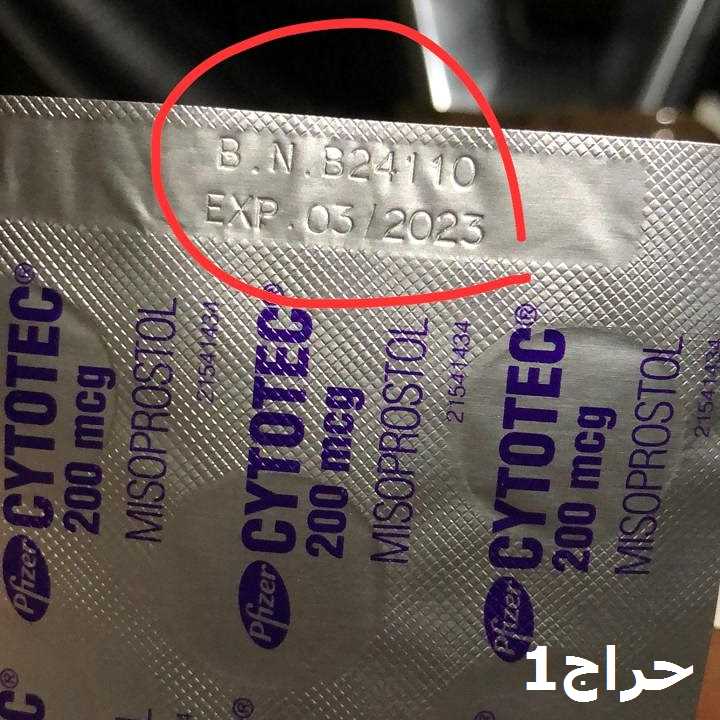 B.N.B24110
EXP.03/2023
CYTOTEC®
200 mcg
MISOPROSTOL
21541434
Pfizer
CYTOTEC®
200 mcg
MISOPROSTOL
21541434
Pfizer
CYTOTEC®
200 mcg
MISOPROSTOL
21541434
Pfizer
حراج1